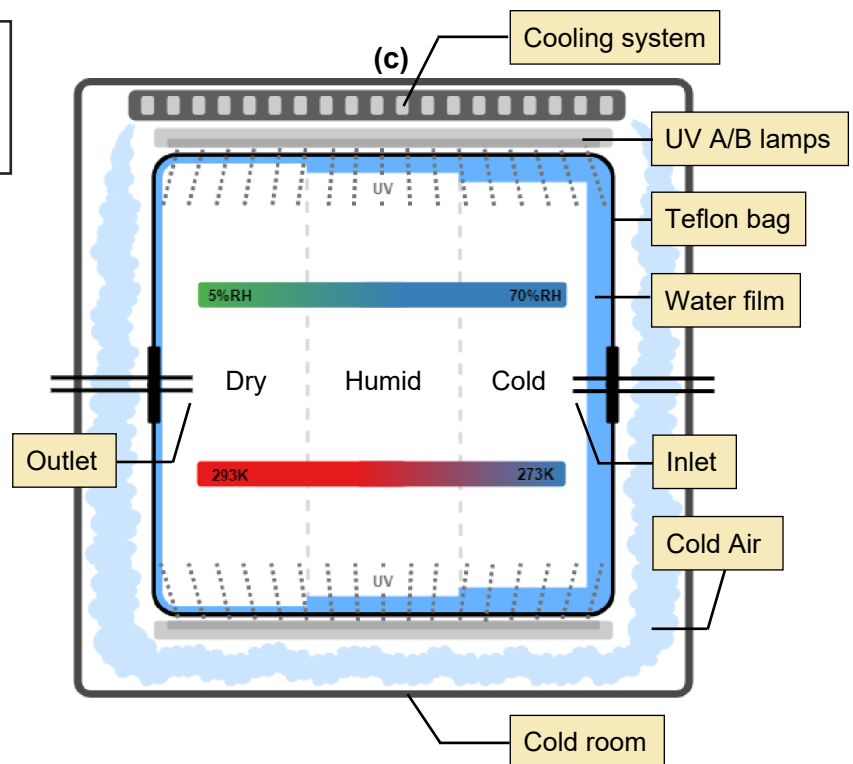 Cooling system
(c)
UV A/B lamps
UV
Teflon bag
5%RH
70%RH
Water film
Dry
Humid
Cold
Outlet
Inlet
293K
273K
Cold Air
UV
Cold room